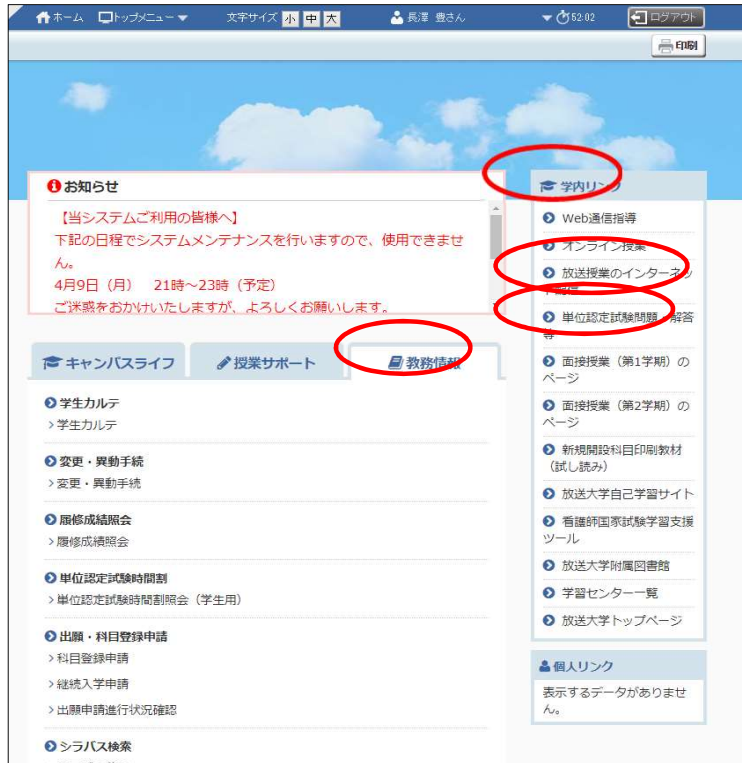 ホーム トップメニュー 文字サイズ 小 中 大 長澤 豊さん 52:02 ログアウト
印刷
お知らせ
【当システムご利用の皆様へ】
下記の日程でシステムメンテナンスを行いますので、使用できませ
ん。
4月9日（月） 21時～23時（予定）
ご迷惑をおかけいたしますが、よろしくお願いします。
キャンパスライフ 授業サポート 教務情報
学生カルテ
学生カルテ
変更・異動手続
変更・異動手続
履修成績照会
履修成績照会
単位認定試験時間割
単位認定試験時間割照会（学生用）
出願・科目登録申請
科目登録申請
継続入学申請
出願申請進行状況確認
シラバス検索
学内リンク
Web通信指導
オンライン授業
放送授業のインターネッ
ト配信
単位認定試験問題・解答
等
面接授業（第1学期）の
ページ
面接授業（第2学期）の
ページ
新規開設科目印刷教材
（試し読み）
放送大学自己学習サイト
看護師国家試験学習支援
ツール
放送大学附属図書館
学習センター一覧
放送大学トップページ
個人リンク
表示するデータがありませ
ん。